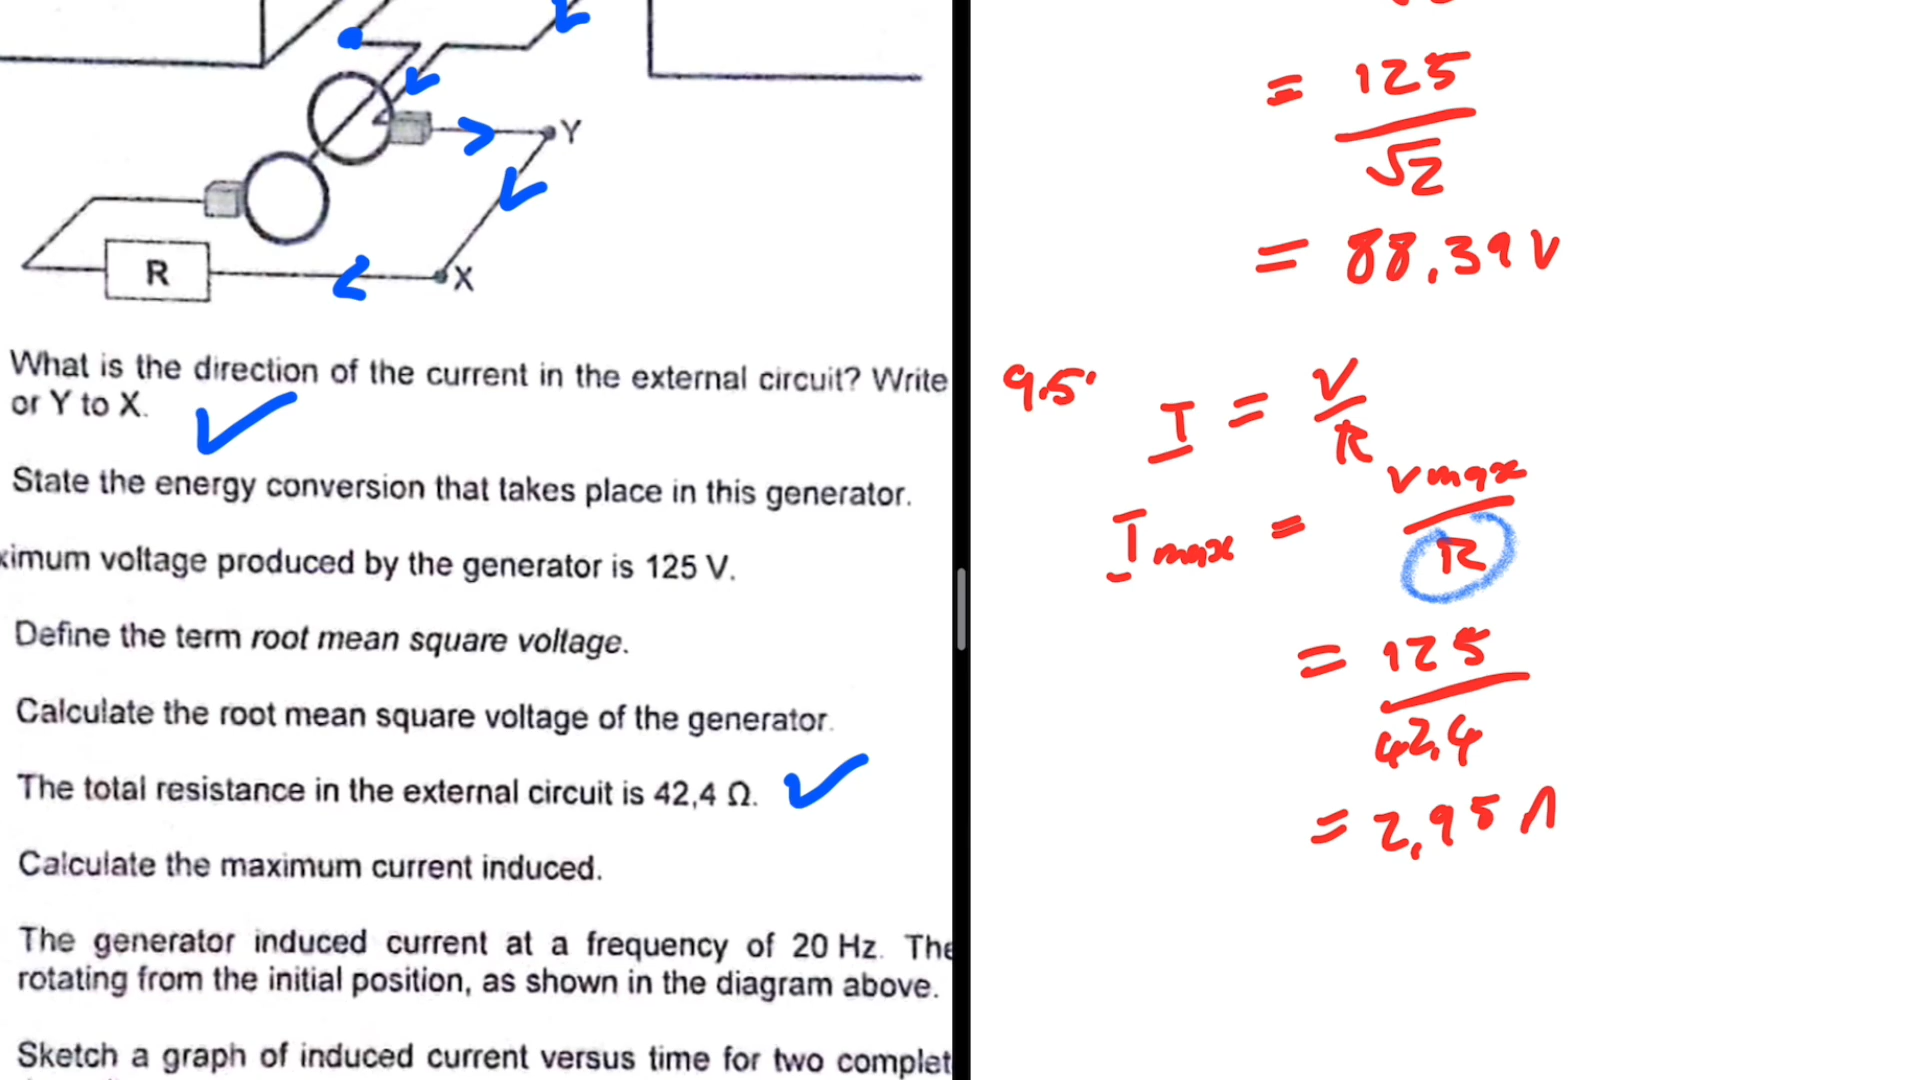 Y
R
X
What is the direction of the current in the external circuit? Write
or Y to X.
State the energy conversion that takes place in this generator.
ximum voltage produced by the generator is 125 V.
Define the term root mean square voltage.
Calculate the root mean square voltage of the generator.
The total resistance in the external circuit is 42,4 Ω.
Calculate the maximum current induced.
The generator induced current at a frequency of 20 Hz. The
rotating from the initial position, as shown in the diagram above.
Sketch a graph of induced current versus time for two complet
= 125
√2
= 88,39 V
9.5 I = V
R
I max = V max
R
= 125
42,4
= 2,95 A